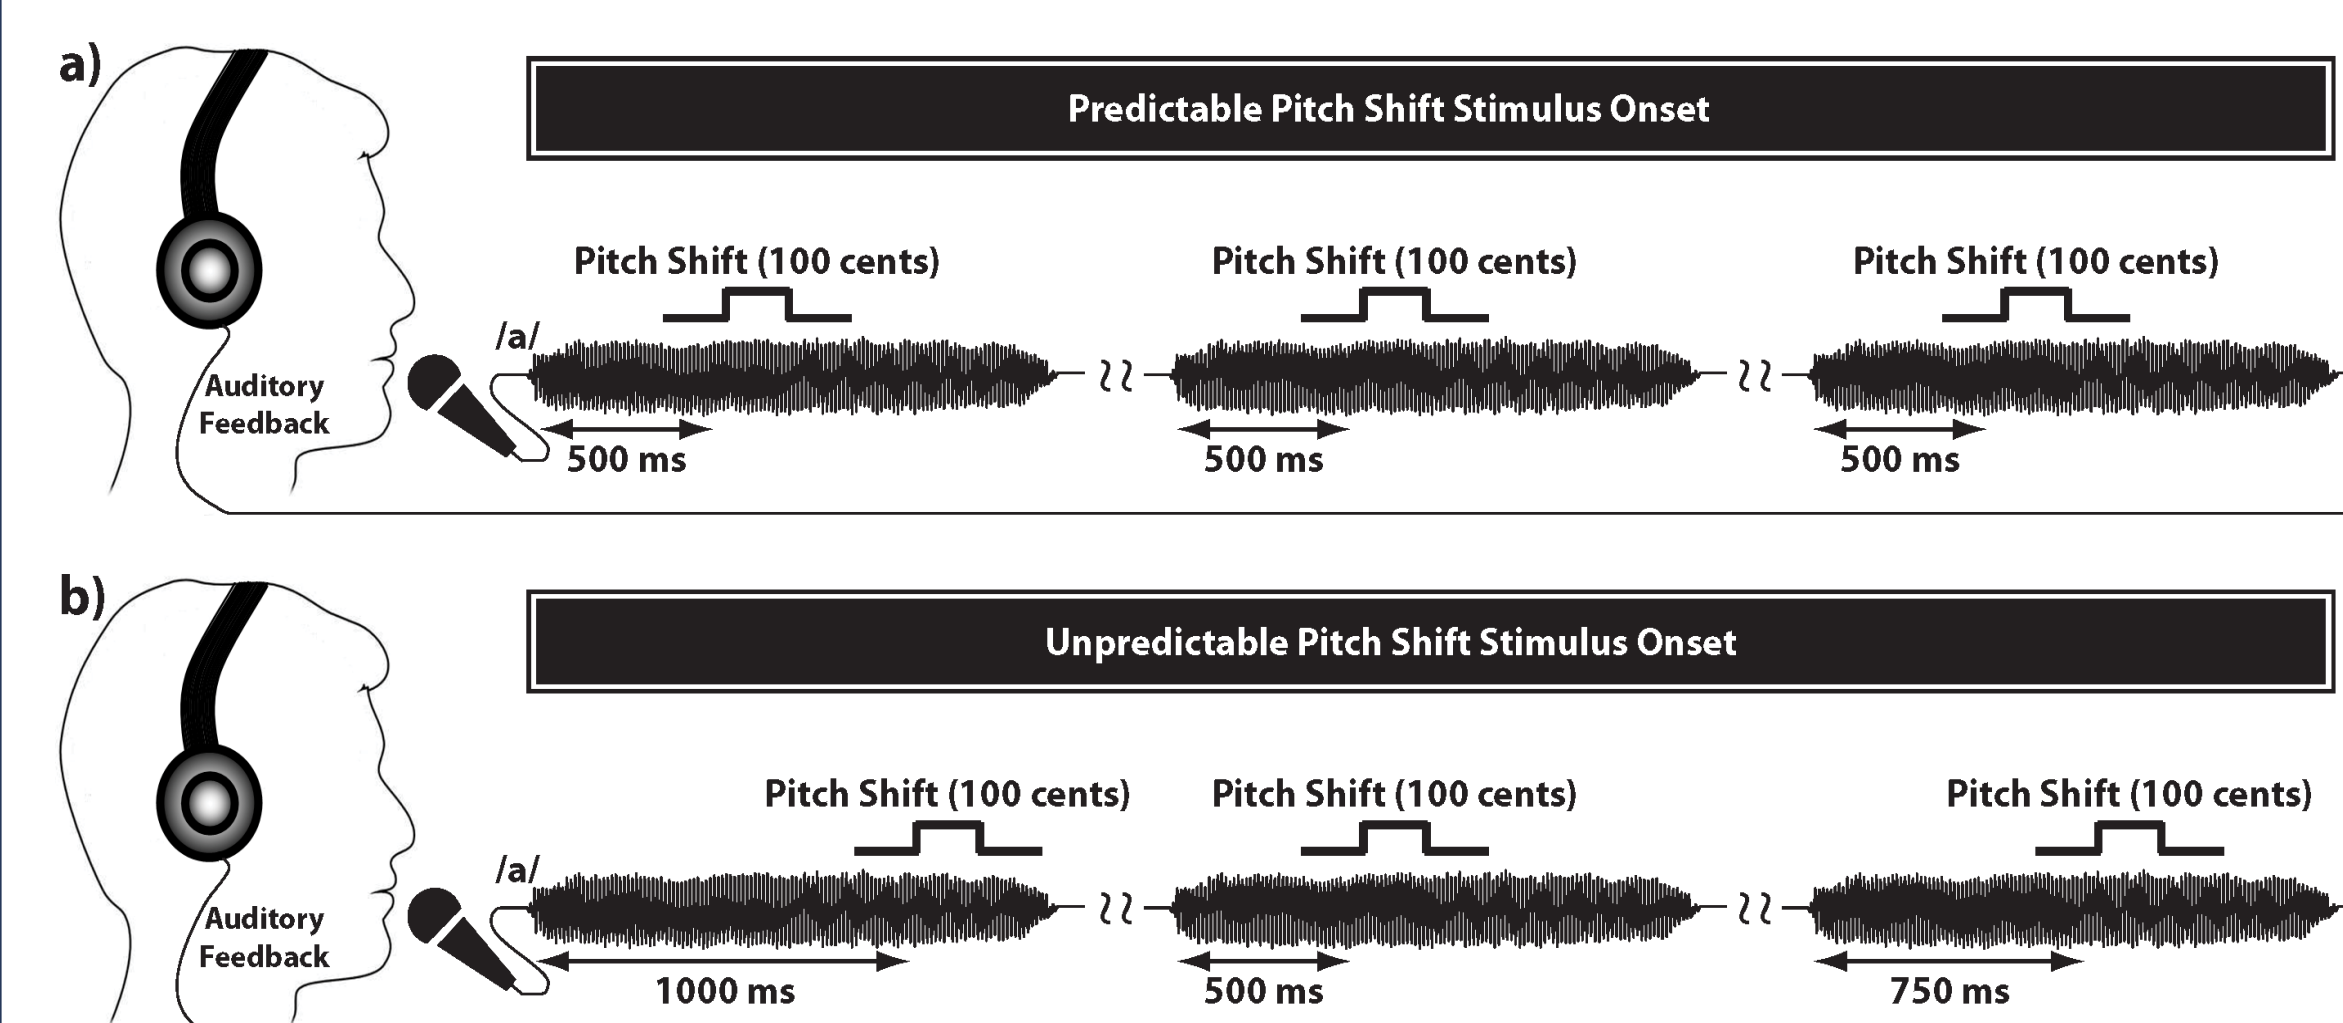 a)
Predictable Pitch Shift Stimulus Onset
Pitch Shift (100 cents)
Pitch Shift (100 cents)
Pitch Shift (100 cents)
/a/
Auditory
Feedback
500 ms
500 ms
500 ms
b)
Unpredictable Pitch Shift Stimulus Onset
Pitch Shift (100 cents)
Pitch Shift (100 cents)
Pitch Shift (100 cents)
/a/
Auditory
Feedback
1000 ms
500 ms
750 ms